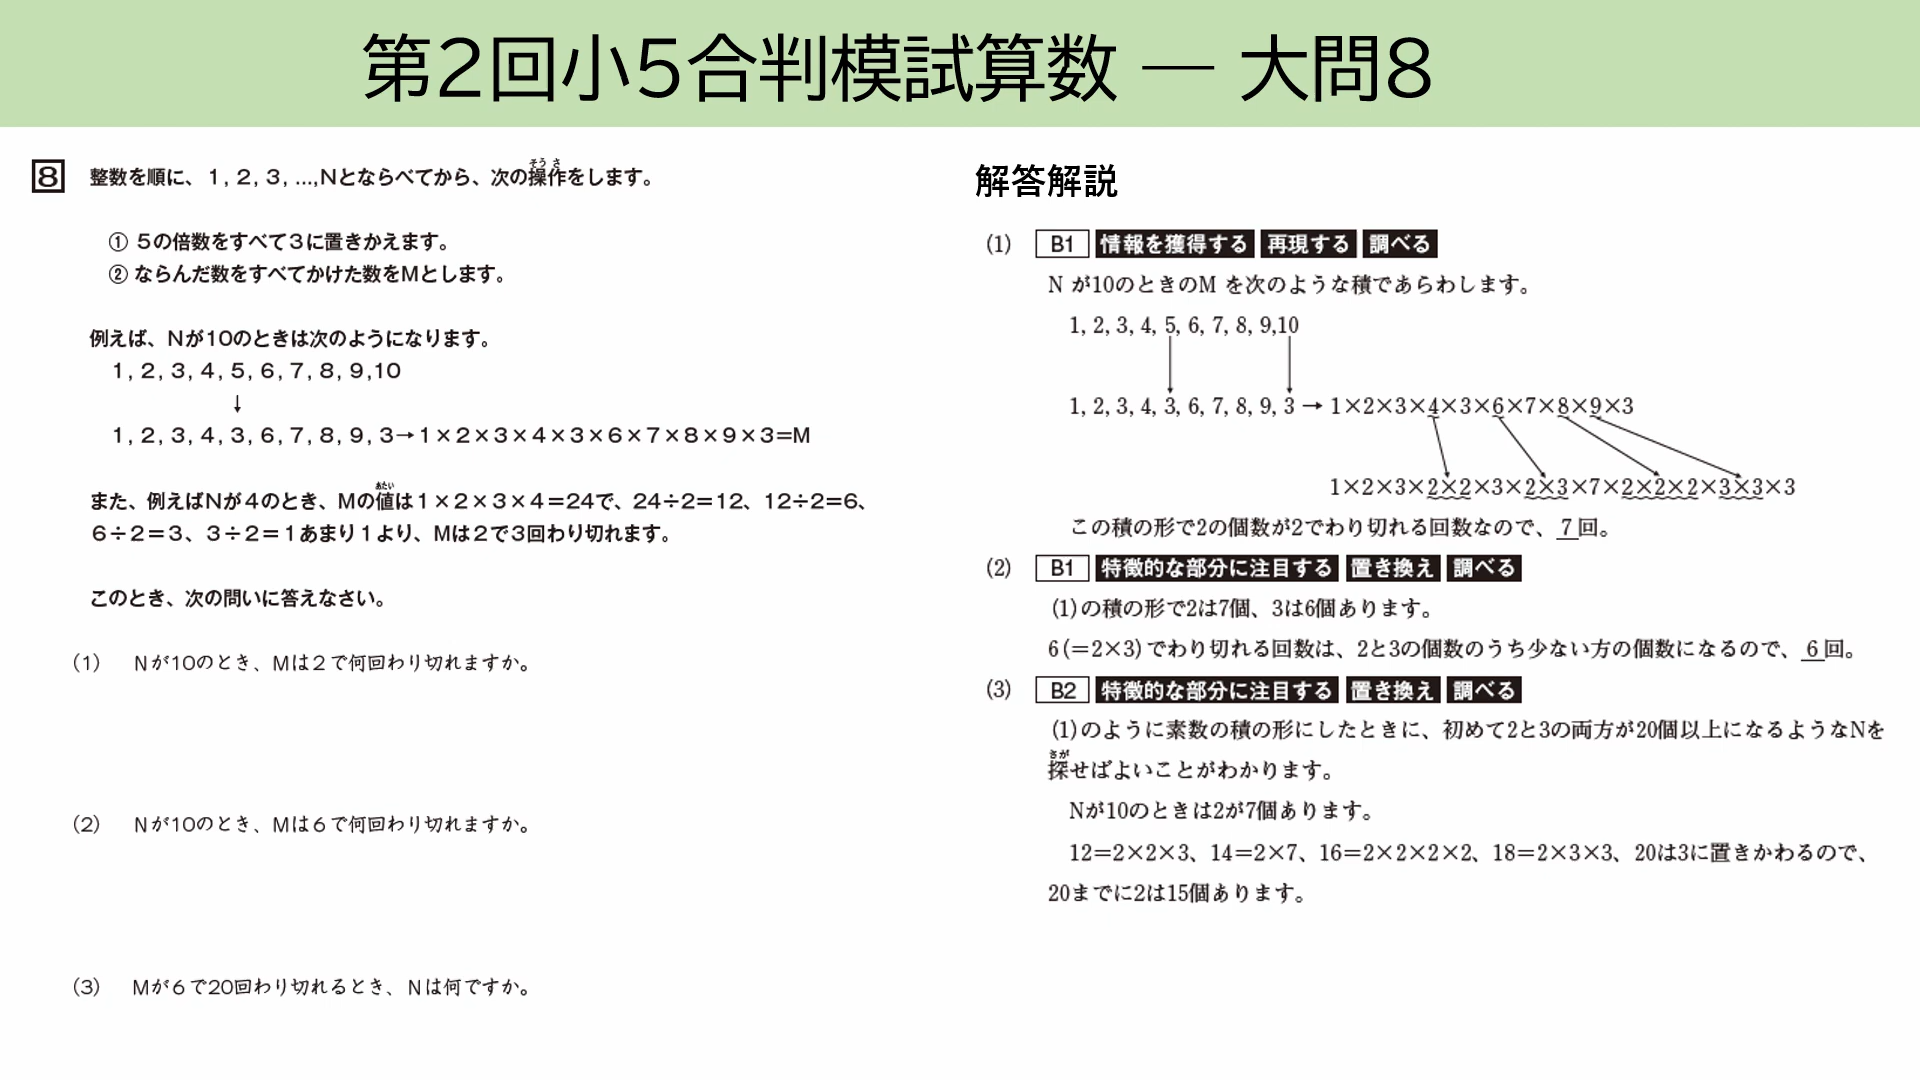 第2回小5合判模試算数 ― 大問8
8 整数を順に、1, 2, 3, …,Nとならべてから、次の操作をします。
そうさ
① 5の倍数をすべて3に置きかえます。
② ならんだ数をすべてかけた数をMとします。
例えば、Nが10のときは次のようになります。
1, 2, 3, 4, 5, 6, 7, 8, 9,10
↓
1, 2, 3, 4, 3, 6, 7, 8, 9, 3→1×2×3×4×3×6×7×8×9×3=M
あたい
また、例えばNが4のとき、Mの値は1×2×3×4=24で、24÷2=12、12÷2=6、
6÷2=3、3÷2=1あまり1より、Mは2で3回わり切れます。
このとき、次の問いに答えなさい。
(1) Nが10のとき、Mは2で何回わり切れますか。
(2) Nが10のとき、Mは6で何回わり切れますか。
(3) Mが6で20回わり切れるとき、Nは何ですか。
解答解説
(1) B1 情報を獲得する 再現する 調べる
N が10のときのM を次のような積であらわします。
1, 2, 3, 4, 5, 6, 7, 8, 9,10
1, 2, 3, 4, 3, 6, 7, 8, 9, 3 → 1×2×3×4×3×6×7×8×9×3
1×2×3×2×2×3×2×3×7×2×2×2×3×3×3
この積の形で2の個数が2でわり切れる回数なので、7回。
(2) B1 特徴的な部分に注目する 置き換え 調べる
(1)の積の形で2は7個、3は6個あります。
6(=2×3)でわり切れる回数は、2と3の個数のうち少ない方の個数になるので、6回。
(3) B2 特徴的な部分に注目する 置き換え 調べる
(1)のように素数の積の形にしたときに、初めて2と3の両方が20個以上になるようなNを
さが
探せばよいことがわかります。
Nが10のときは2が7個あります。
12=2×2×3、14=2×7、16=2×2×2×2、18=2×3×3、20は3に置きかわるので、
20までに2は15個あります。